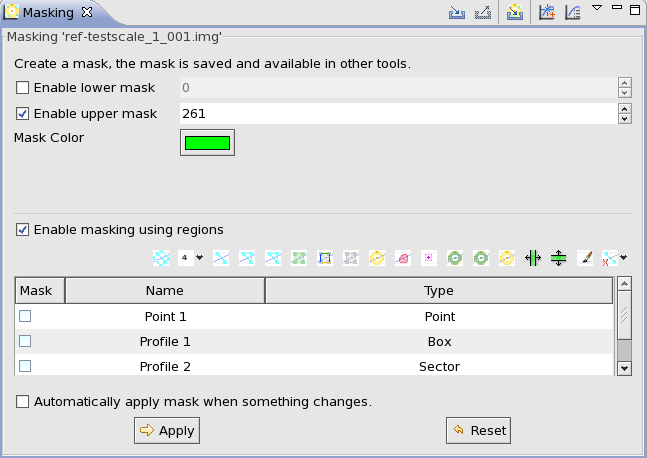 Masking
Masking 'ref-testscale_1_001.img'
Create a mask, the mask is saved and available in other tools.
Enable lower mask 0
Enable upper mask 261
Mask Color
Enable masking using regions
4
Mask Name Type
Point 1 Point
Profile 1 Box
Profile 2 Sector
Automatically apply mask when something changes.
Apply Reset